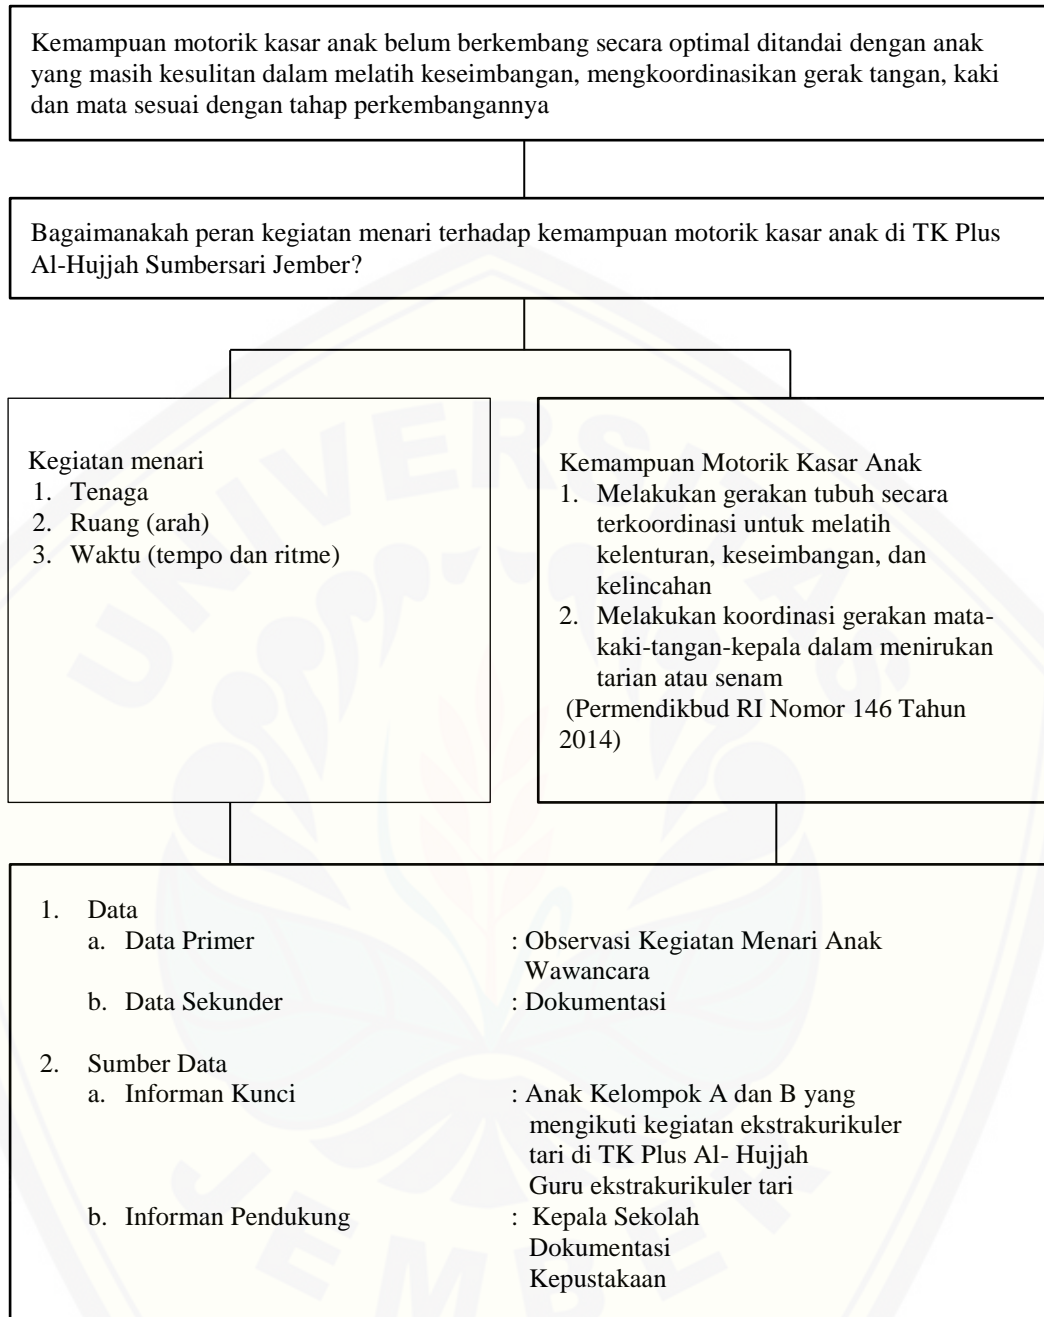 Kemampuan motorik kasar anak belum berkembang secara optimal ditandai dengan anak
yang masih kesulitan dalam melatih keseimbangan, mengkoordinasikan gerak tangan, kaki
dan mata sesuai dengan tahap perkembangannya
Bagaimanakah peran kegiatan menari terhadap kemampuan motorik kasar anak di TK Plus
Al-Hujjah Sumbersari Jember?
Kegiatan menari
1. Tenaga
2. Ruang (arah)
3. Waktu (tempo dan ritme)
Kemampuan Motorik Kasar Anak
1. Melakukan gerakan tubuh secara
terkoordinasi untuk melatih
kelenturan, keseimbangan, dan
kelincahan
2. Melakukan koordinasi gerakan mata-
kaki-tangan-kepala dalam menirukan
tarian atau senam
(Permendikbud RI Nomor 146 Tahun
2014)
1. Data
a. Data Primer : Observasi Kegiatan Menari Anak
Wawancara
b. Data Sekunder : Dokumentasi
2. Sumber Data
a. Informan Kunci : Anak Kelompok A dan B yang
mengikuti kegiatan ekstrakurikuler
tari di TK Plus Al- Hujjah
Guru ekstrakurikuler tari
b. Informan Pendukung : Kepala Sekolah
Dokumentasi
Kepustakaan
UNIVERSITAS
JEMBER